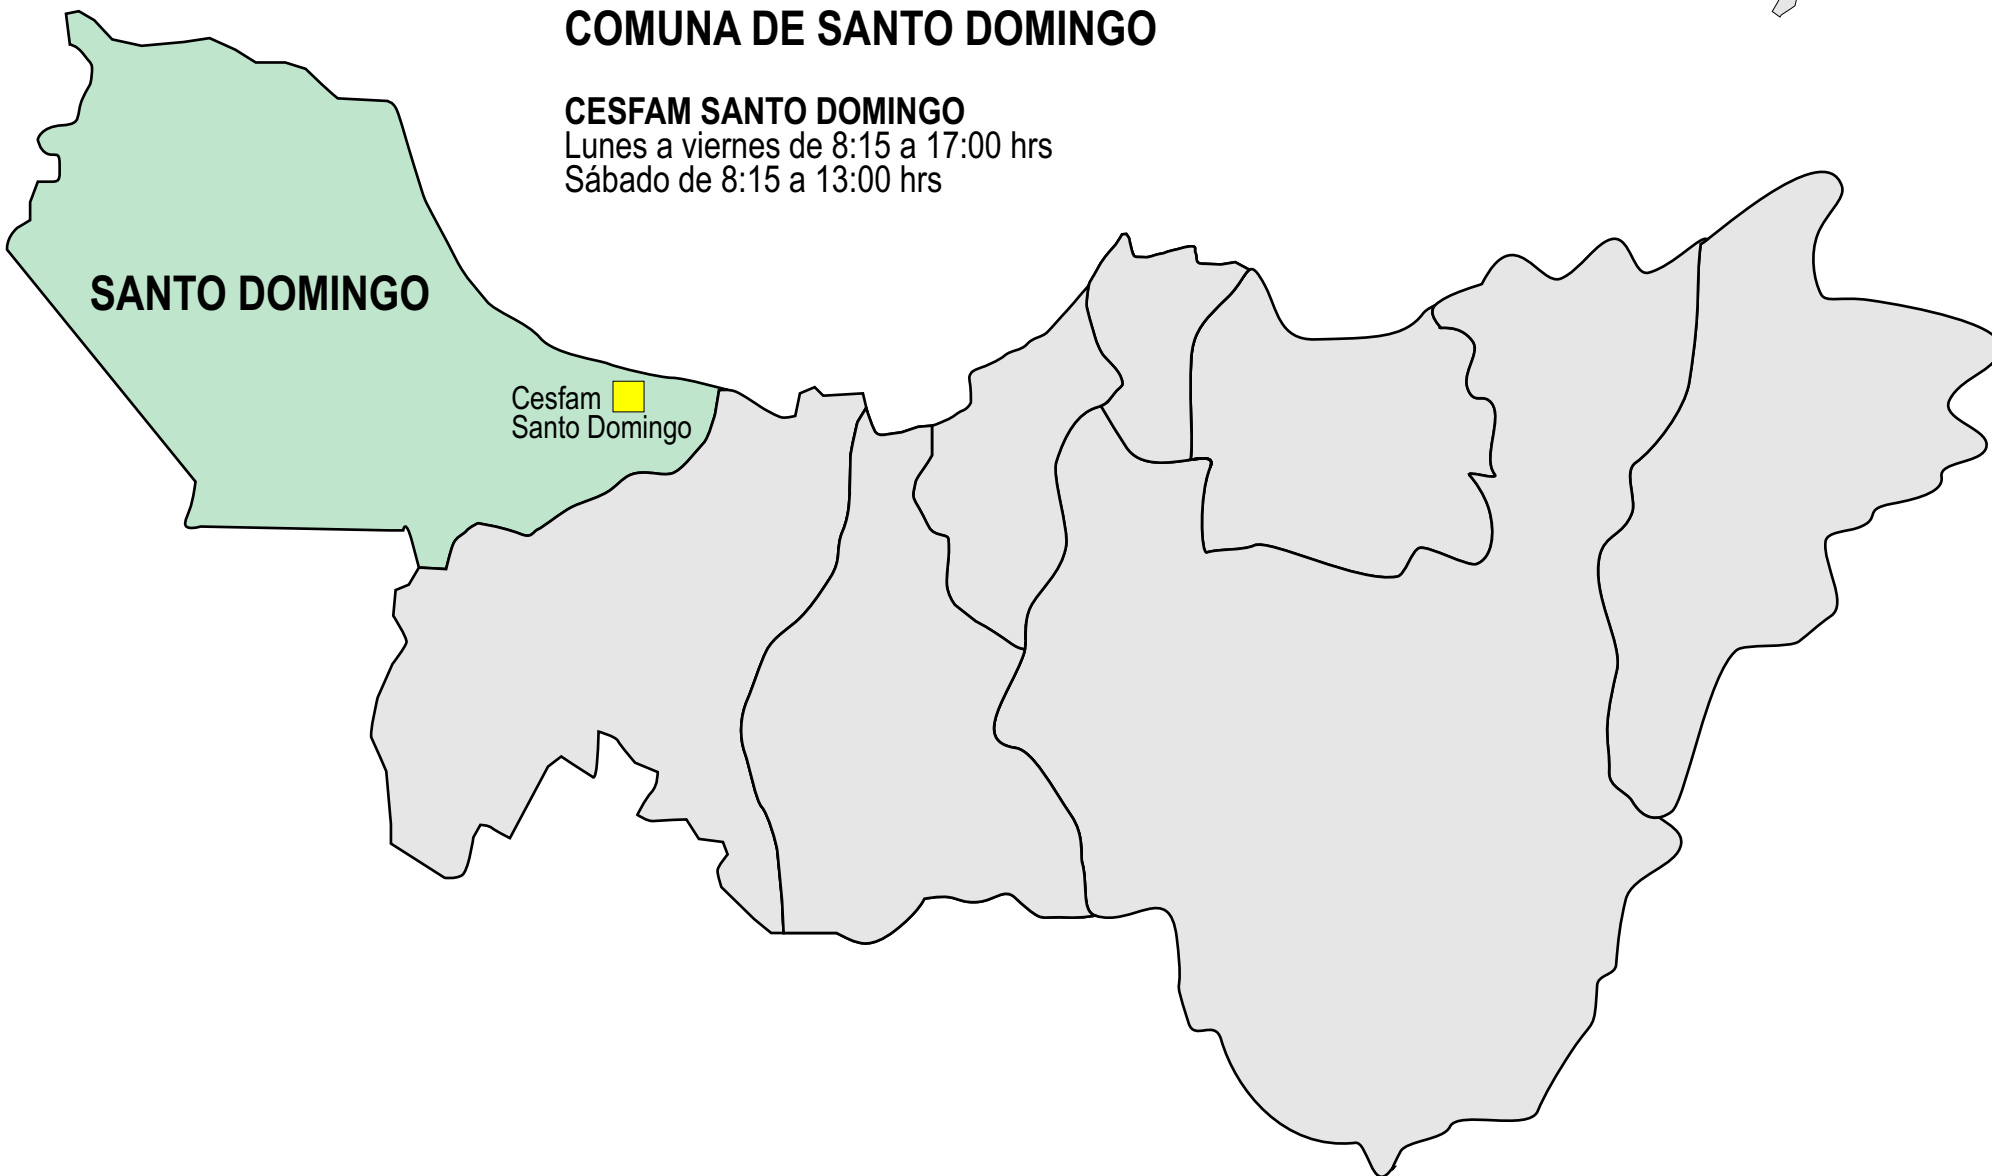 COMUNA DE SANTO DOMINGO
CESFAM SANTO DOMINGO
Lunes a viernes de 8:15 a 17:00 hrs
Sábado de 8:15 a 13:00 hrs
SANTO DOMINGO
Cesfam
Santo Domingo